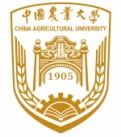 中国农业大学
CHINA AGRICULTURAL UNIVERSITY
1905